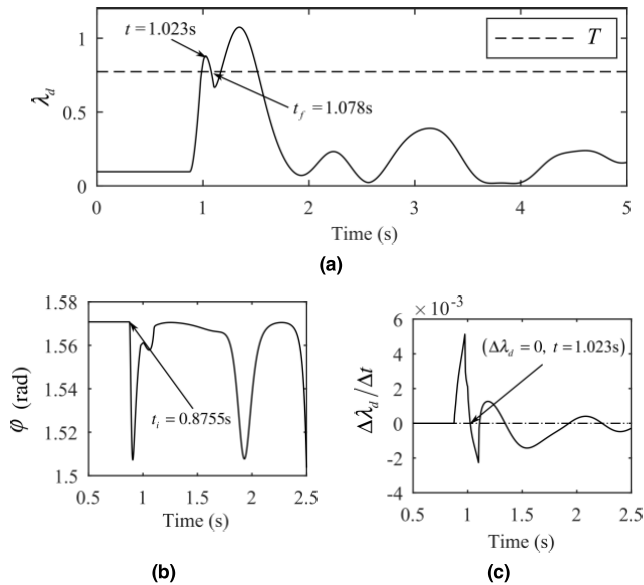 t = 1.023s
T
1
0.5
0
λd
tf = 1.078s
0 1 2 3 4 5
Time (s)
(a)
1.58
1.56
1.54
1.52
1.5
φ (rad)
ti = 0.8755s
0.5 1 1.5 2 2.5
Time (s)
(b)
× 10-3
6
4
2
0
-2
-4
Δλd/Δt
(Δλd = 0, t = 1.023s)
0.5 1 1.5 2 2.5
Time (s)
(c)